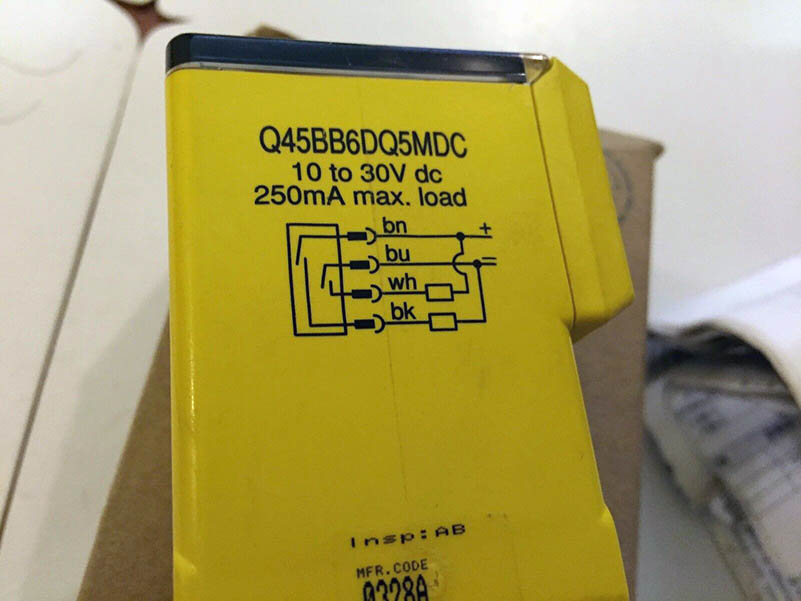 Q45BB6DQ5MDC
10 to 30V dc
250mA max. load
bn +
bu
wh
bk
Insp:AB
MFR.CODE
0328A